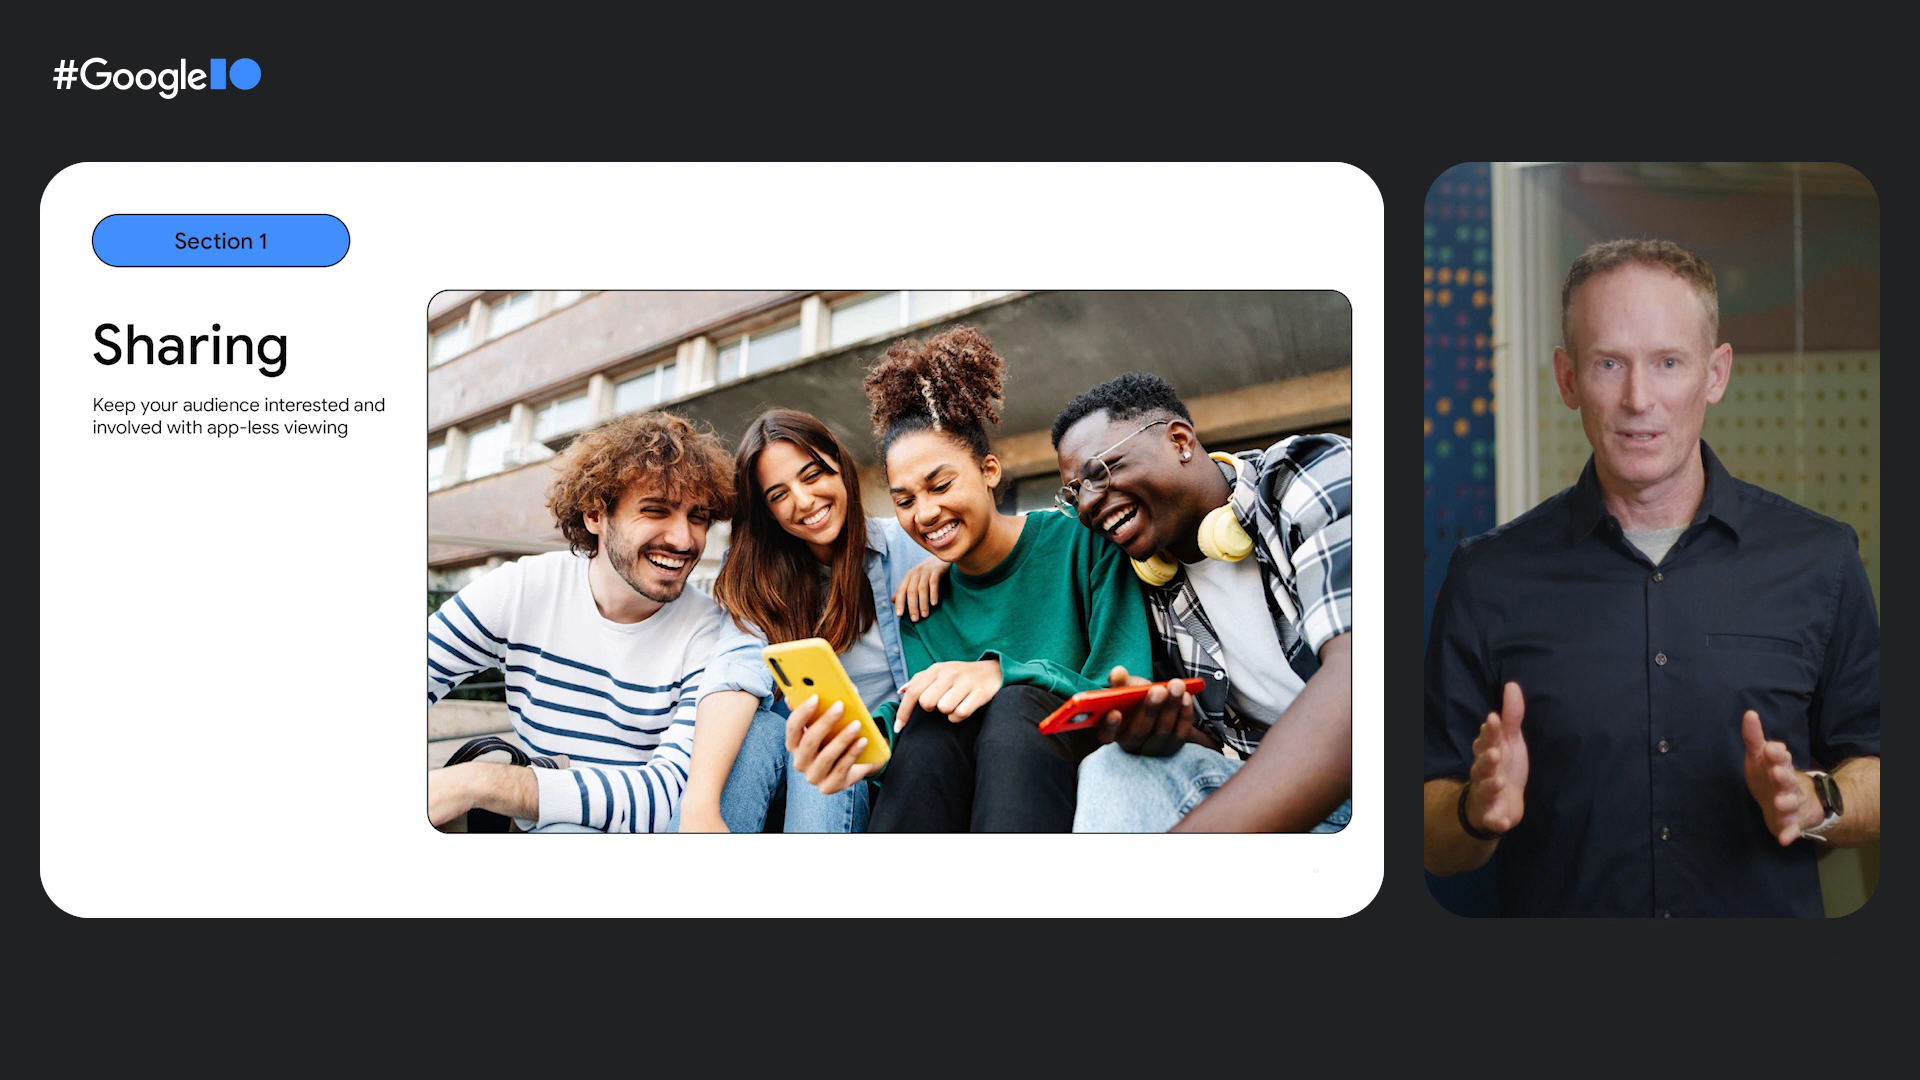 #GoogleIO
Section 1
Sharing
Keep your audience interested and
involved with app-less viewing